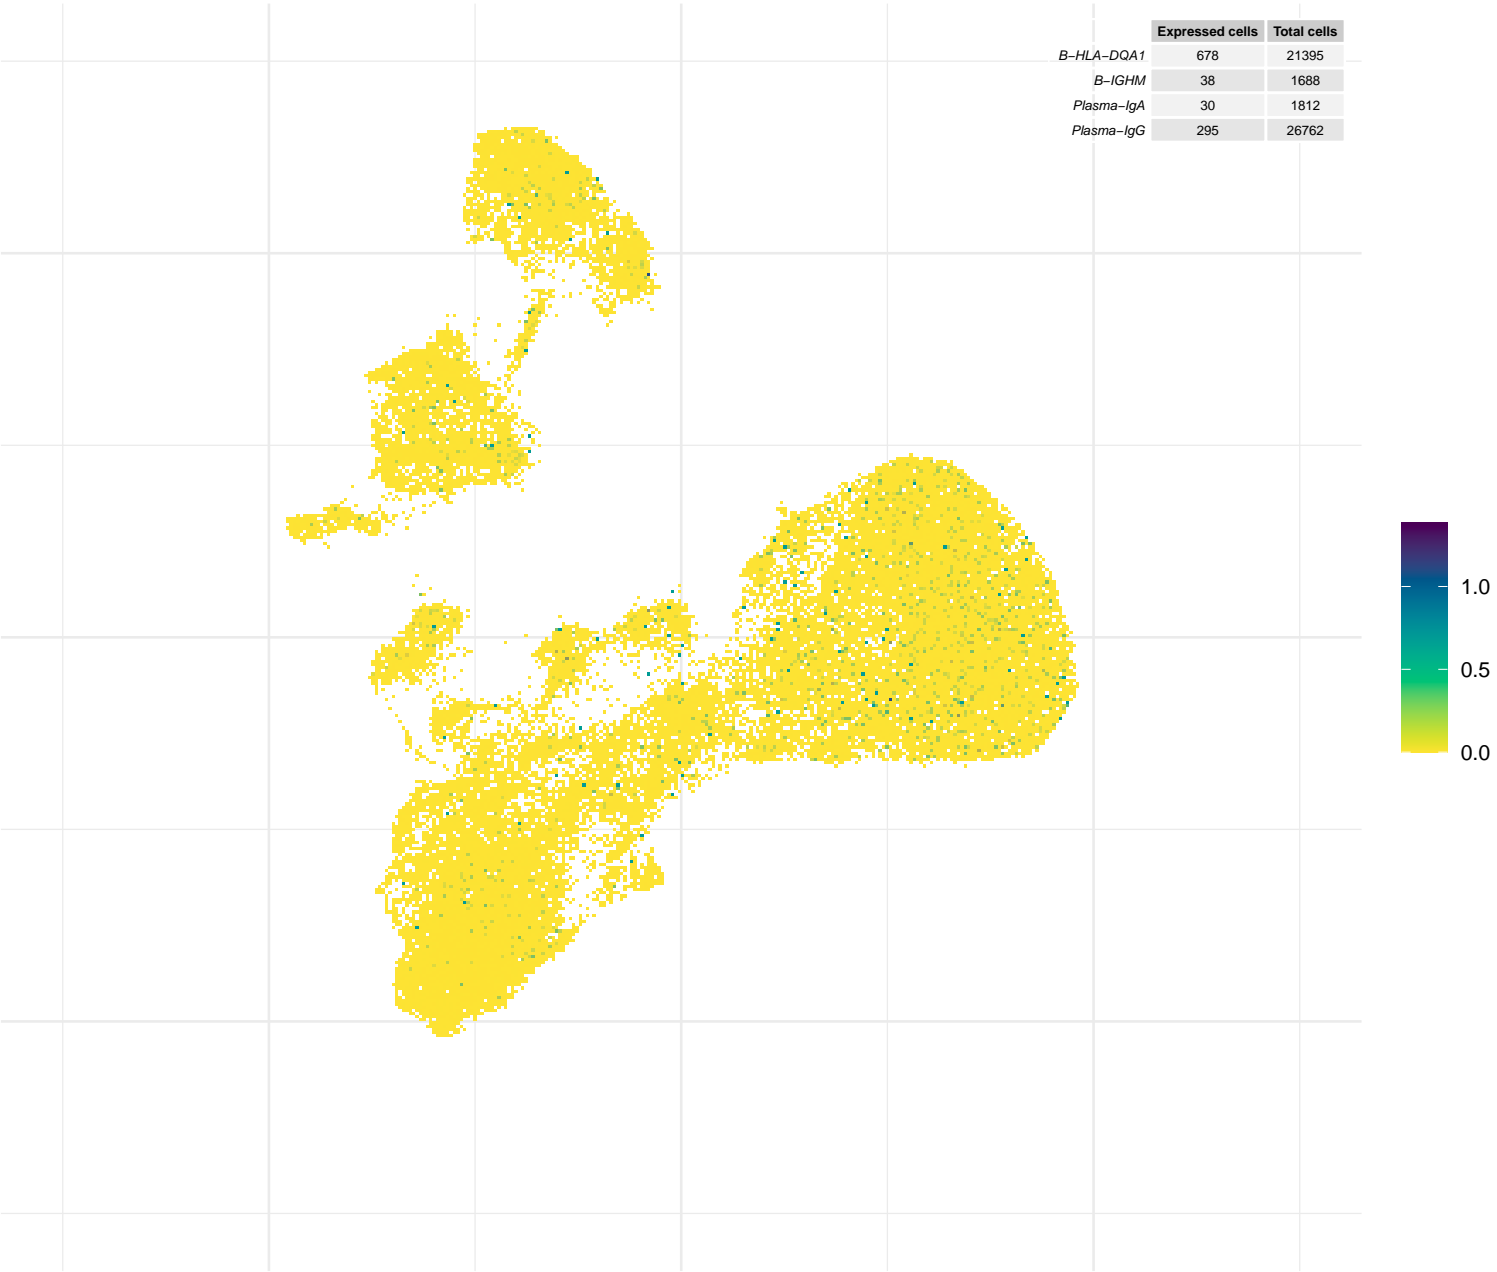 Expressed cells Total cells
B−HLA−DQA1 678 21395
B−IGHM 38 1688
Plasma−IgA 30 1812
Plasma−IgG 295 26762
1.0
0.5
0.0